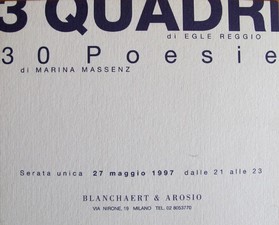 3 QUADRI
di EGLE REGGIO
30 Poesie
di MARINA MASSENZ
Serata unica 27 maggio 1997 dalle 21 alle 23
BLANCHAERT & AROSIO
VIA NIRONE, 19 MILANO TEL. 02 8053770